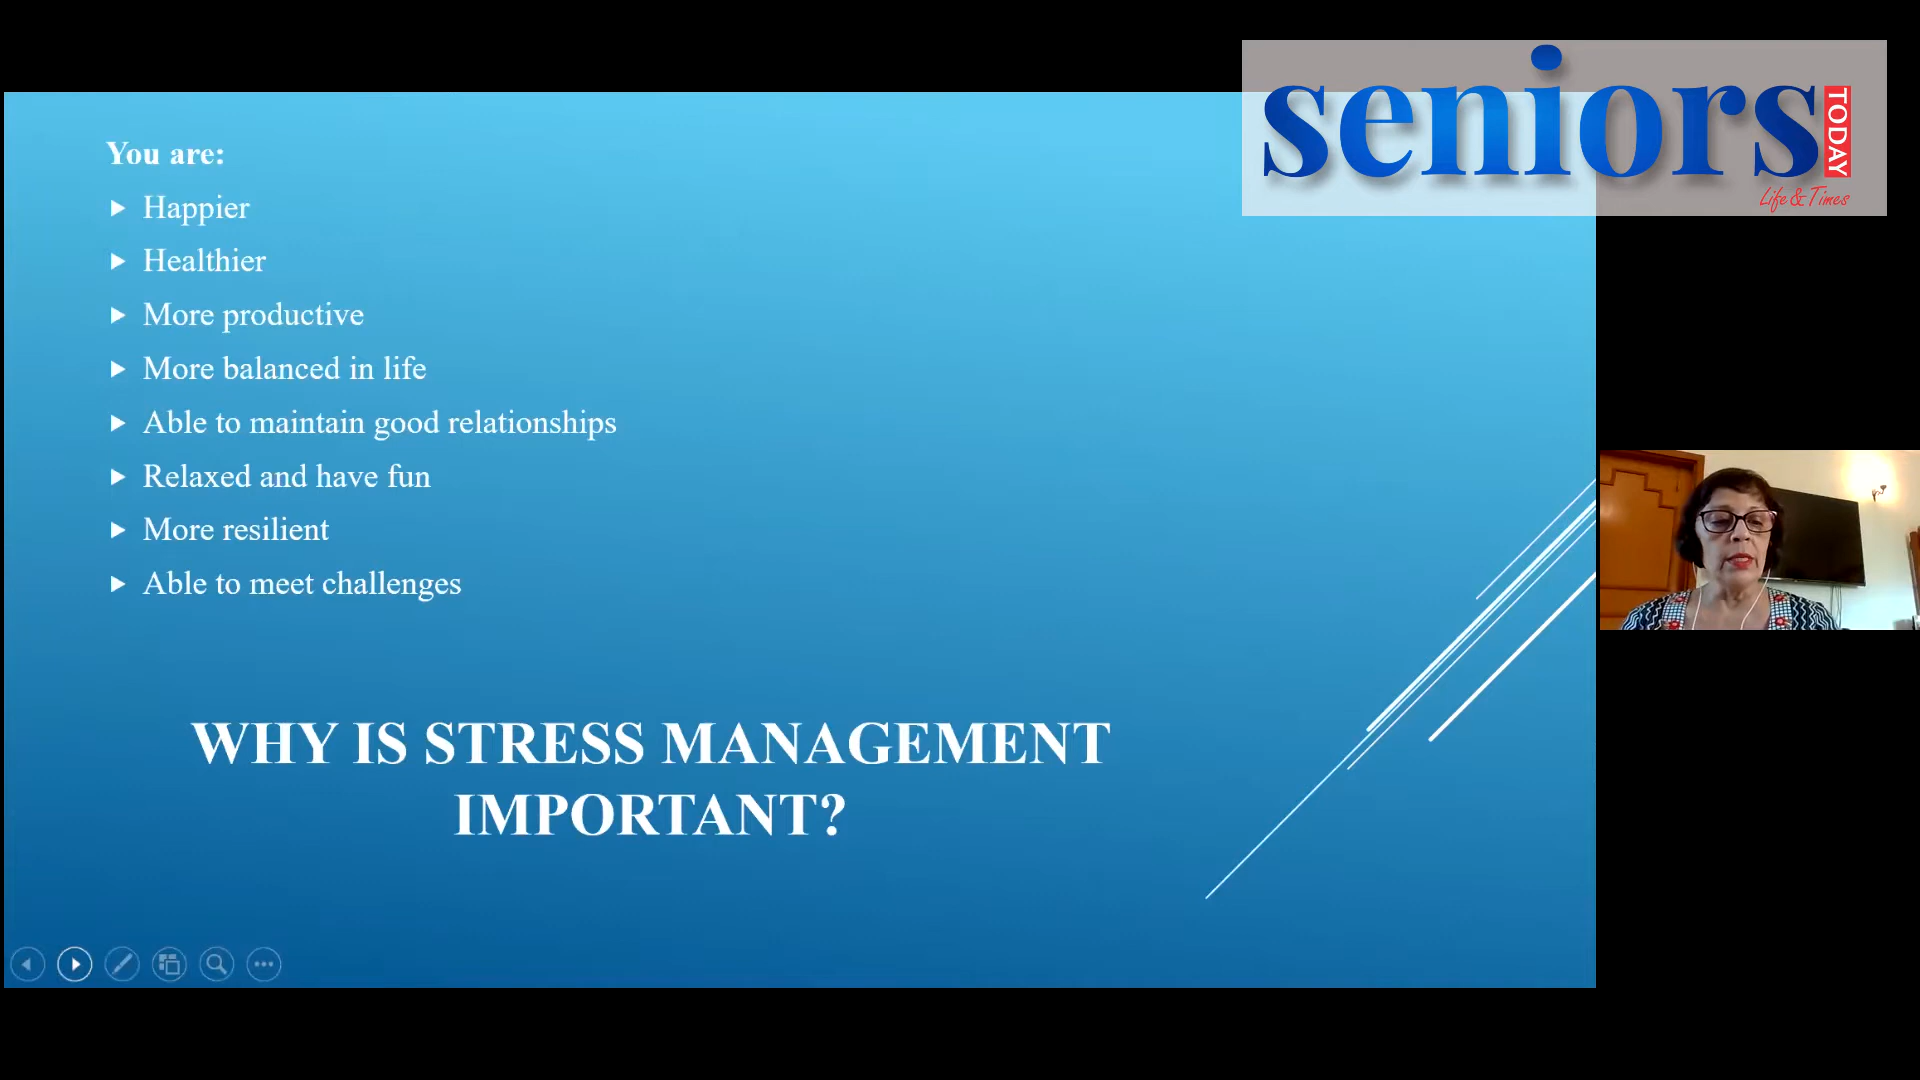 seniors
TODAY
Life & Times
You are:
Happier
Healthier
More productive
More balanced in life
Able to maintain good relationships
Relaxed and have fun
More resilient
Able to meet challenges
WHY IS STRESS MANAGEMENT
IMPORTANT?